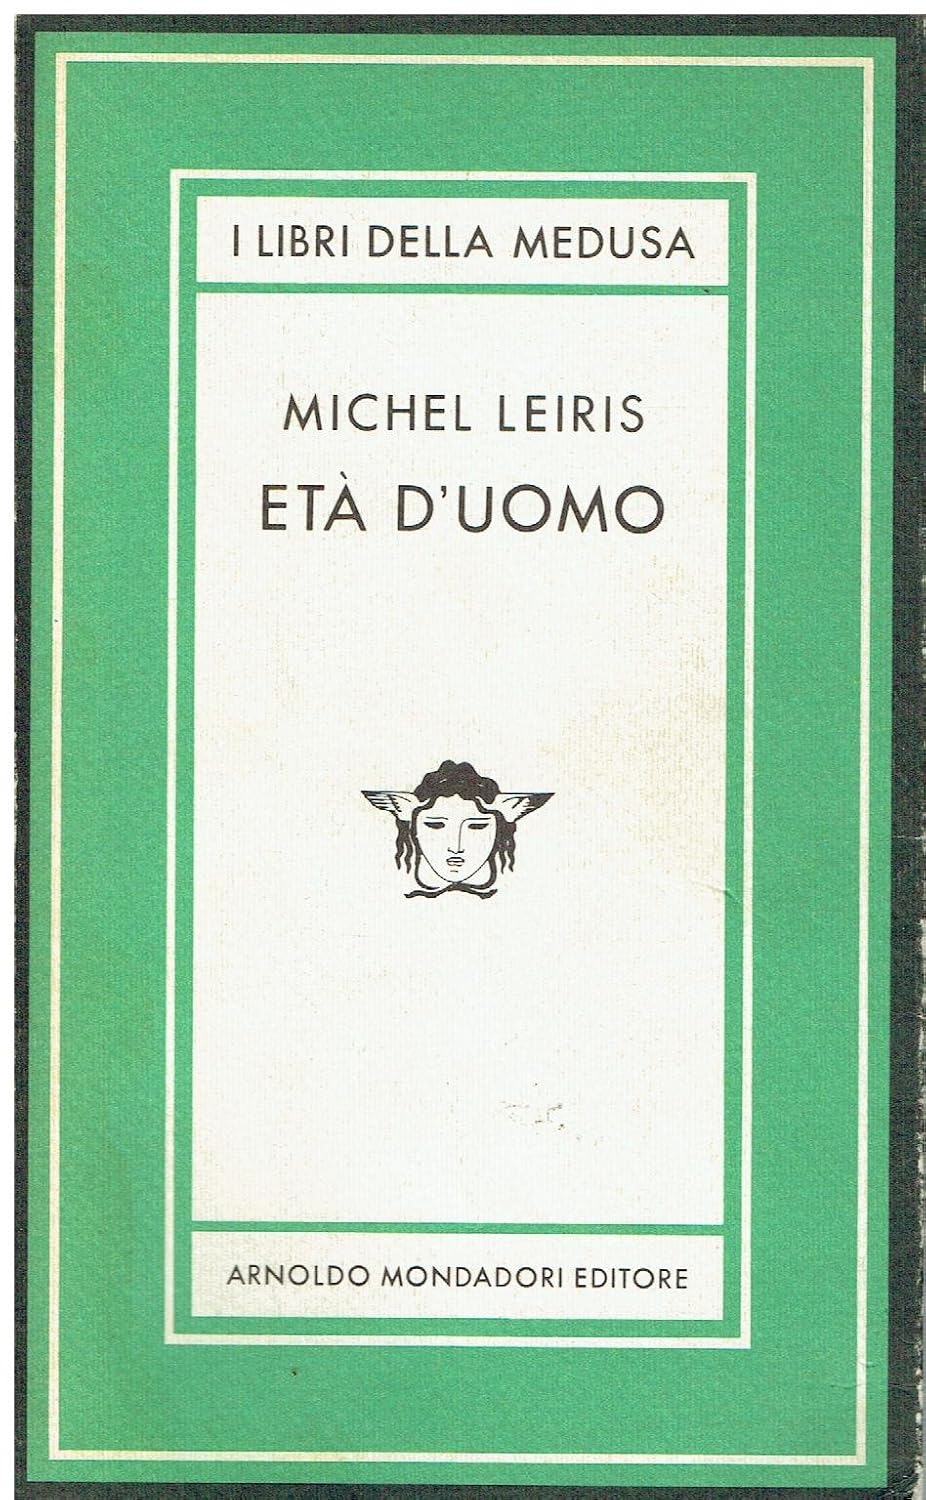 I LIBRI DELLA MEDUSA
MICHEL LEIRIS
ETÀ D'UOMO
ARNOLDO MONDADORI EDITORE